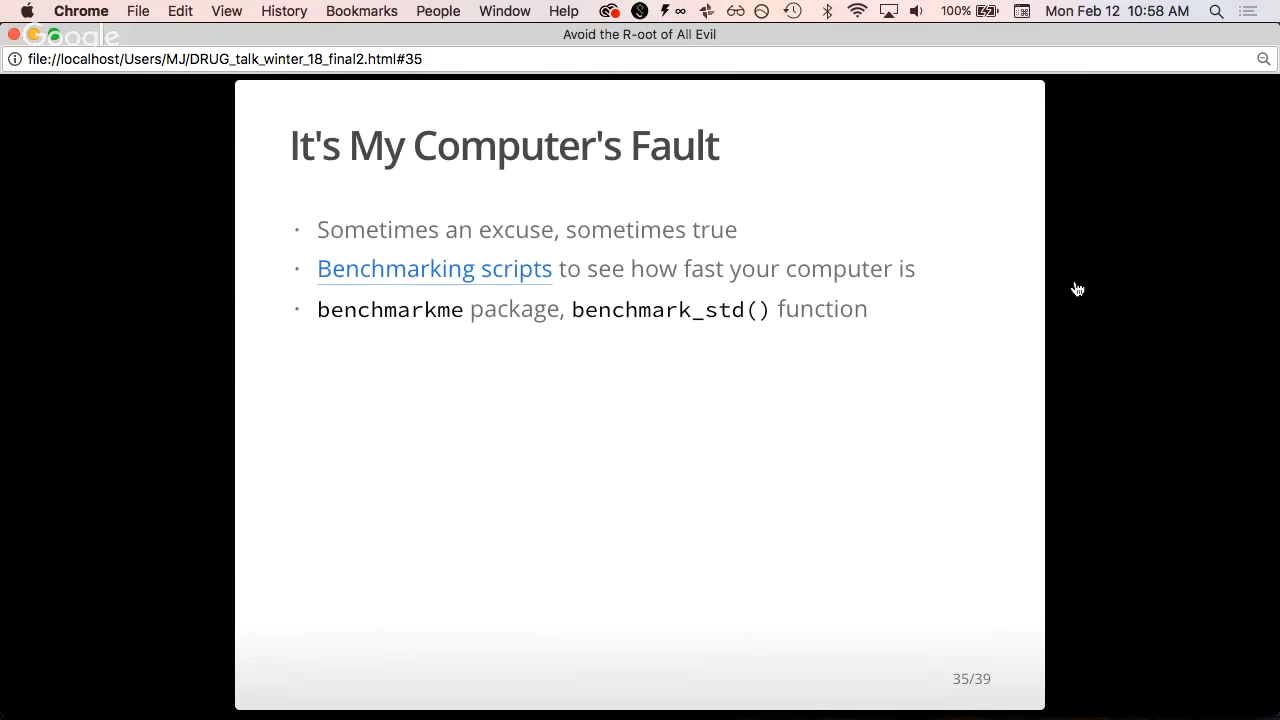 Chrome File Edit View History Bookmarks People Window Help 100% Mon Feb 12 10:58 AM
Google
Avoid the R-oot of All Evil
file://localhost/Users/MJ/DRUG_talk_winter_18_final2.html#35
It's My Computer's Fault
· Sometimes an excuse, sometimes true
· Benchmarking scripts to see how fast your computer is
· benchmarkme package, benchmark_std() function
35/39